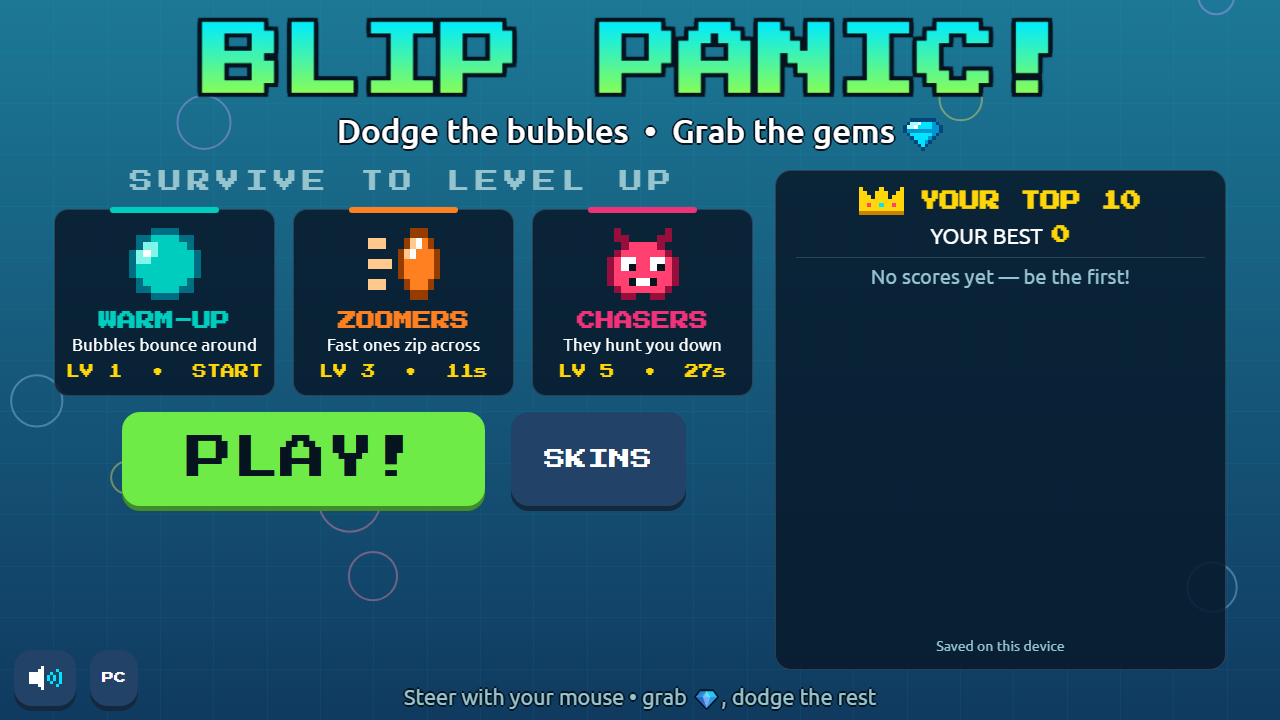 BLIP PANIC!
Dodge the bubbles • Grab the gems
SURVIVE TO LEVEL UP
WARM-UP
Bubbles bounce around
LV 1 • START
ZOOMERS
Fast ones zip across
LV 3 • 11s
CHASERS
They hunt you down
LV 5 • 27s
PLAY!
SKINS
YOUR TOP 10
YOUR BEST 0
No scores yet — be the first!
Saved on this device
PC
Steer with your mouse • grab 💎, dodge the rest